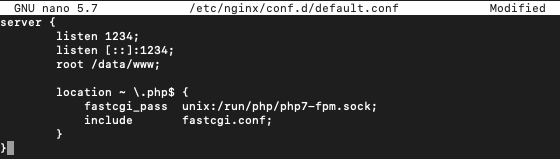 GNU nano 5.7 /etc/nginx/conf.d/default.conf Modified
server {
listen 1234;
listen [::]:1234;
root /data/www;
location ~ \.php$ {
fastcgi_pass unix:/run/php/php7-fpm.sock;
include fastcgi.conf;
}
}